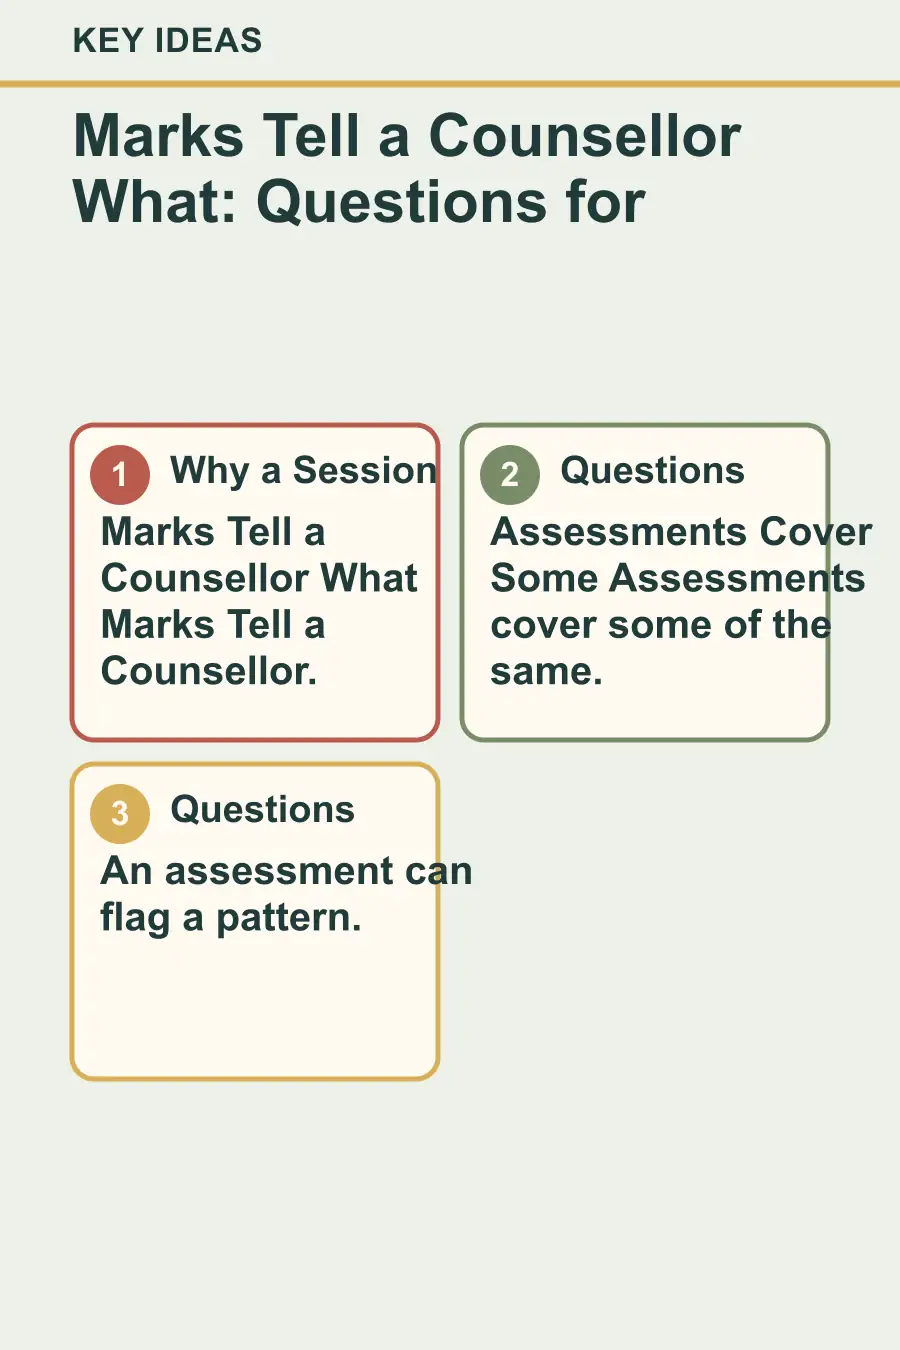 KEY IDEAS
Marks Tell a Counsellor
What: Questions for
1 Why a Session
Marks Tell a
Counsellor What
Marks Tell a
Counsellor.
2 Questions
Assessments Cover
Some Assessments
cover some of the
same.
3 Questions
An assessment can
flag a pattern.